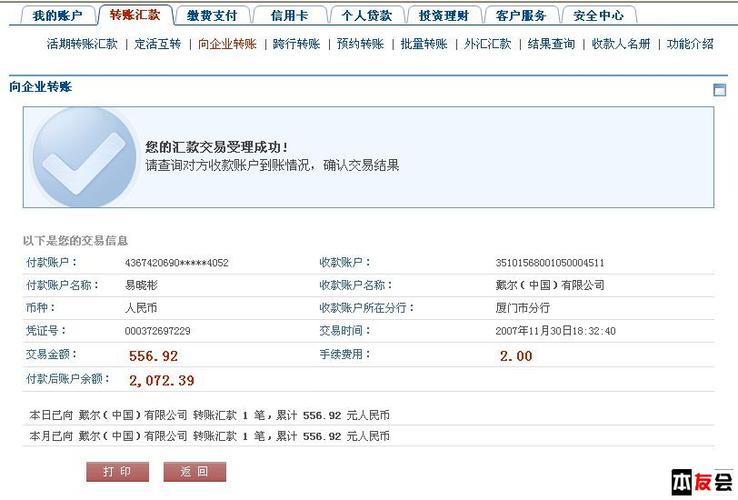 我的账户 转账汇款 缴费支付 信用卡 个人贷款 投资理财 客户服务 安全中心
活期转账汇款 | 定活互转 | 向企业转账 | 跨行转账 | 预约转账 | 批量转账 | 外汇汇款 | 结果查询 | 收款人名册 | 功能介绍
向企业转账
您的汇款交易受理成功！
请查询对方收款账户到账情况，确认交易结果
以下是您的交易信息
付款账户： 4367420690*****4052 收款账户： 35101568001050004511
付款账户名称： 易晓彬 收款账户名称： 戴尔（中国）有限公司
币种： 人民币 收款账户所在分行： 厦门市分行
凭证号： 000372697229 交易时间： 2007年11月30日18:32:40
交易金额： 556.92 手续费用： 2.00
付款后账户余额： 2,072.39
本日已向 戴尔（中国）有限公司 转账汇款 1 笔，累计 556.92 元人民币
本月已向 戴尔（中国）有限公司 转账汇款 1 笔，累计 556.92 元人民币
打 印 返 回
本友会